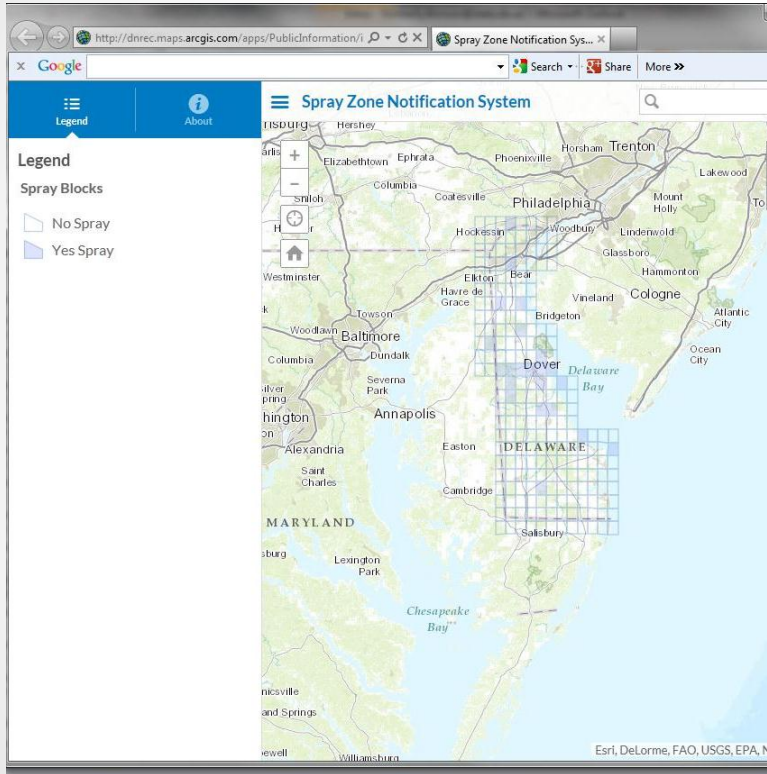 http://dnrec.maps.arcgis.com/apps/PublicInformation/i
Spray Zone Notification Sys...
x Google
Search
Share
More »
Legend
About
Spray Zone Notification System
Legend
Spray Blocks
No Spray
Yes Spray
Hershey
Horsham
Trenton
Elizabethtown
Ephrata
Phoenixville
Lakewood
Columbia
Coatesville
Philadelphia
Mount
Holly
Shiloh
Hockessin
Woodbury
Lindenwold
Glassboro
Westminster
Elkton
Bear
Hammonton
Havre de
Grace
Vineland
Cologne
Towson
Bridgeton
Atlantic
City
Woodlawn
Baltimore
Ocean
City
Columbia
Dundalk
Dover
Delaware
Bay
Severna
Park
Annapolis
Alexandria
Easton
DELAWARE
Saint
Charles
Cambridge
MARYLAND
Salisbury
Lexington
Park
Chesapeake
Bay
and Springs
Williamsburg
Esri, DeLorme, FAO, USGS, EPA, N